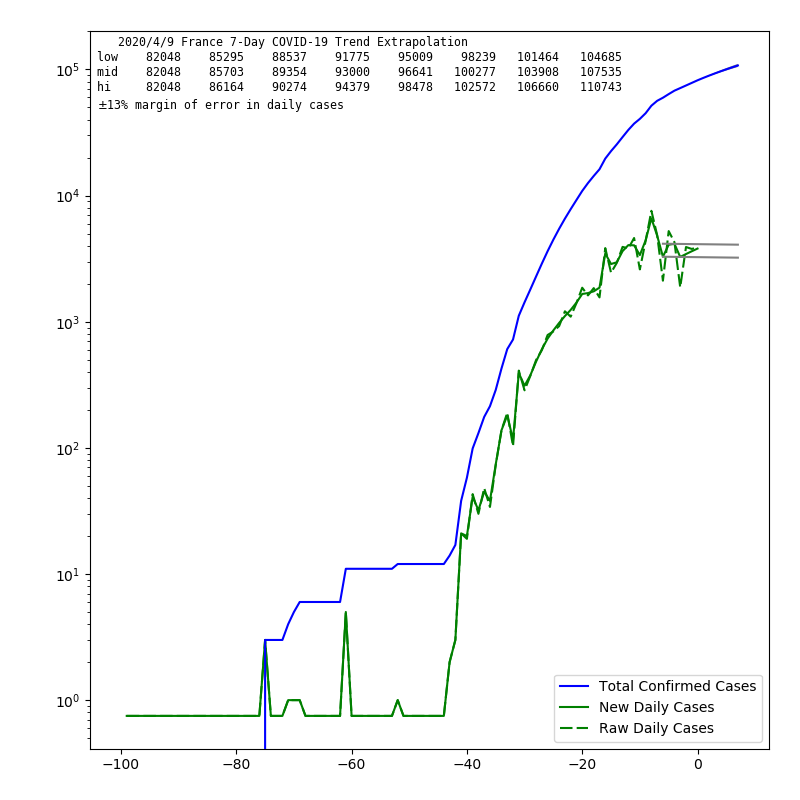 2020/4/9 France 7-Day COVID-19 Trend Extrapolation
low 82048 85295 88537 91775 95009 98239 101464 104685
mid 82048 85703 89354 93000 96641 100277 103908 107535
hi 82048 86164 90274 94379 98478 102572 106660 110743
±13% margin of error in daily cases
10⁵
10⁴
10³
10²
10¹
10⁰
Total Confirmed Cases
New Daily Cases
Raw Daily Cases
−100 −80 −60 −40 −20 0